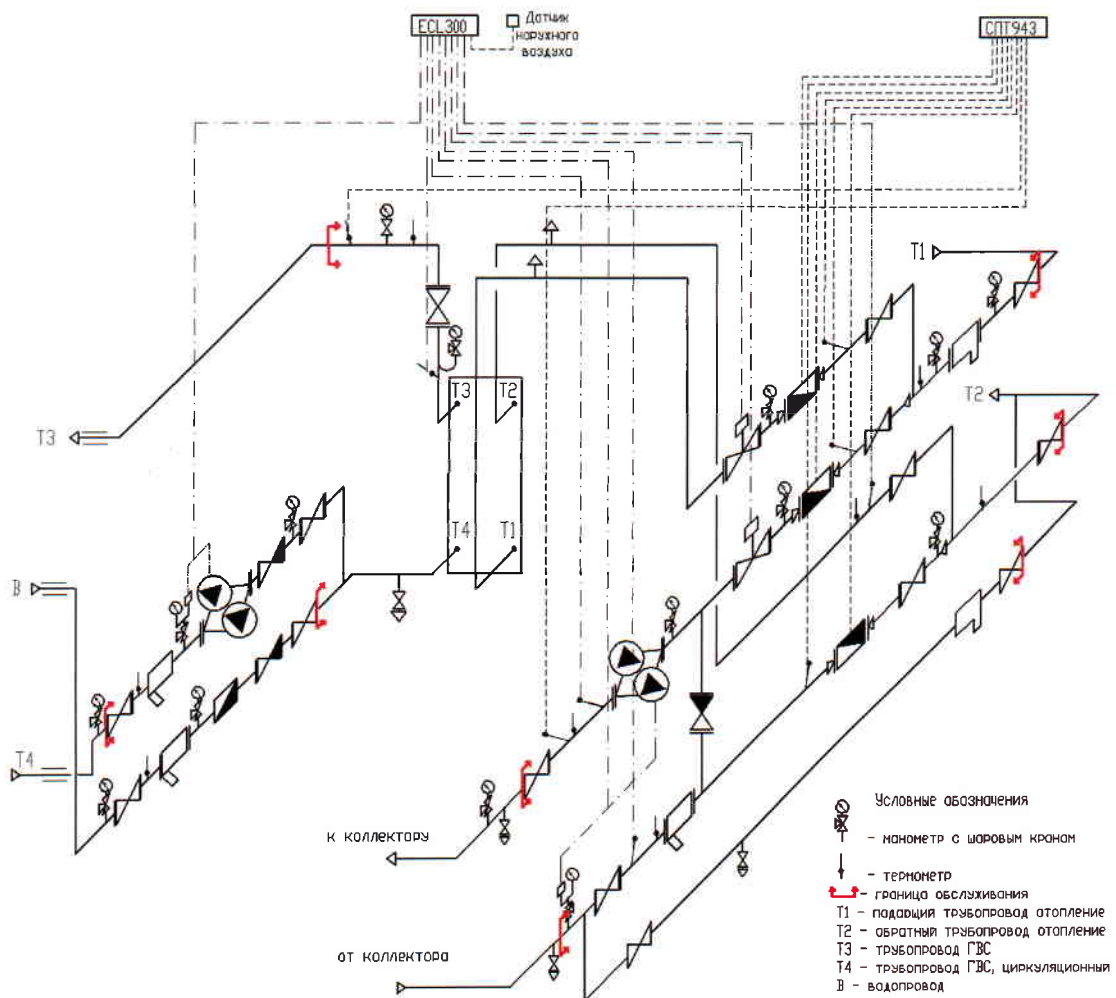 ECL300
Датчик
наружного
воздуха
СПТ943
Т1
Т2
Т3
Т3
Т2
Т4
Т1
В
Т4
к коллектору
от коллектора
Условные обозначения
- манометр с шаровым краном
- термометр
- граница обслуживания
Т1 - падающий трубопровод отопление
Т2 - обратный трубопровод отопление
Т3 - трубопровод ГВС
Т4 - трубопровод ГВС, циркуляционный
В - водопровод